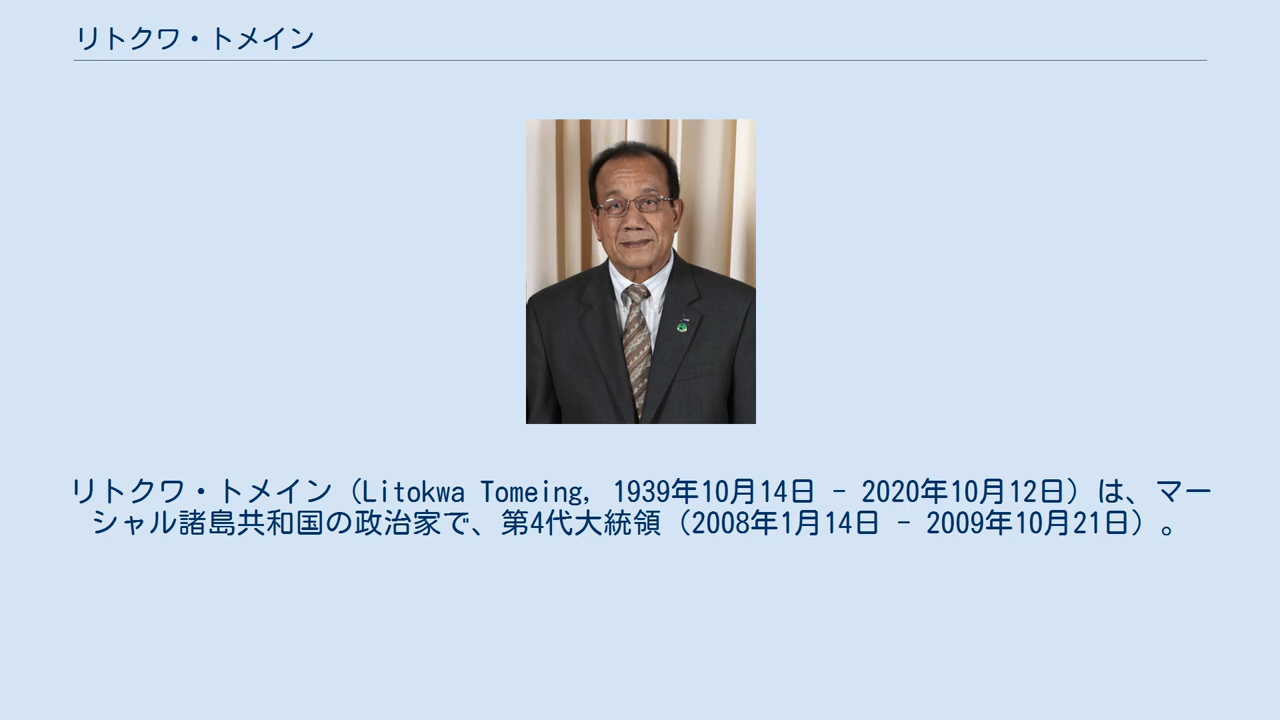 リトクワ・トメイン
リトクワ・トメイン（Litokwa Tomeing, 1939年10月14日 - 2020年10月12日）は、マー
シャル諸島共和国の政治家で、第4代大統領（2008年1月14日 - 2009年10月21日）。